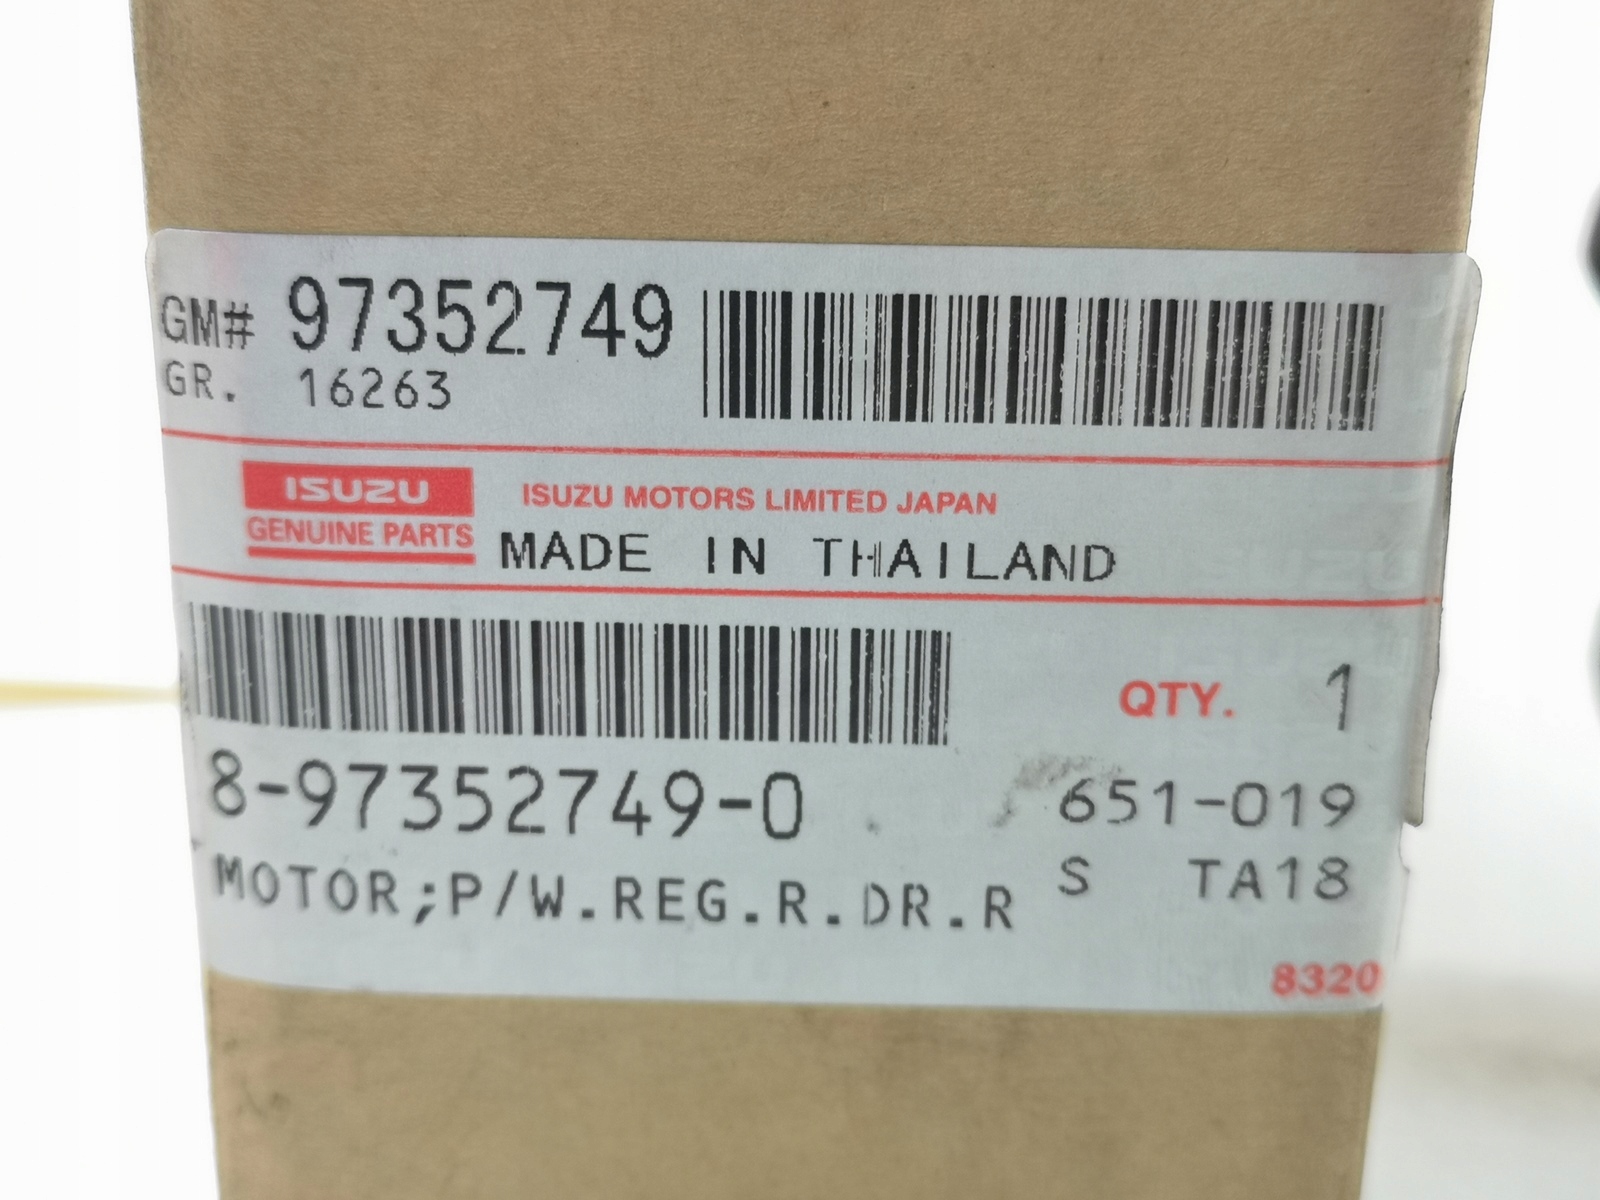 GM# 97352749
GR. 16263
ISUZU
GENUINE PARTS
ISUZU MOTORS LIMITED JAPAN
MADE IN THAILAND
QTY. 1
8-97352749-0
651-019
MOTOR;P/W.REG.R.DR.R
S TA18
8320